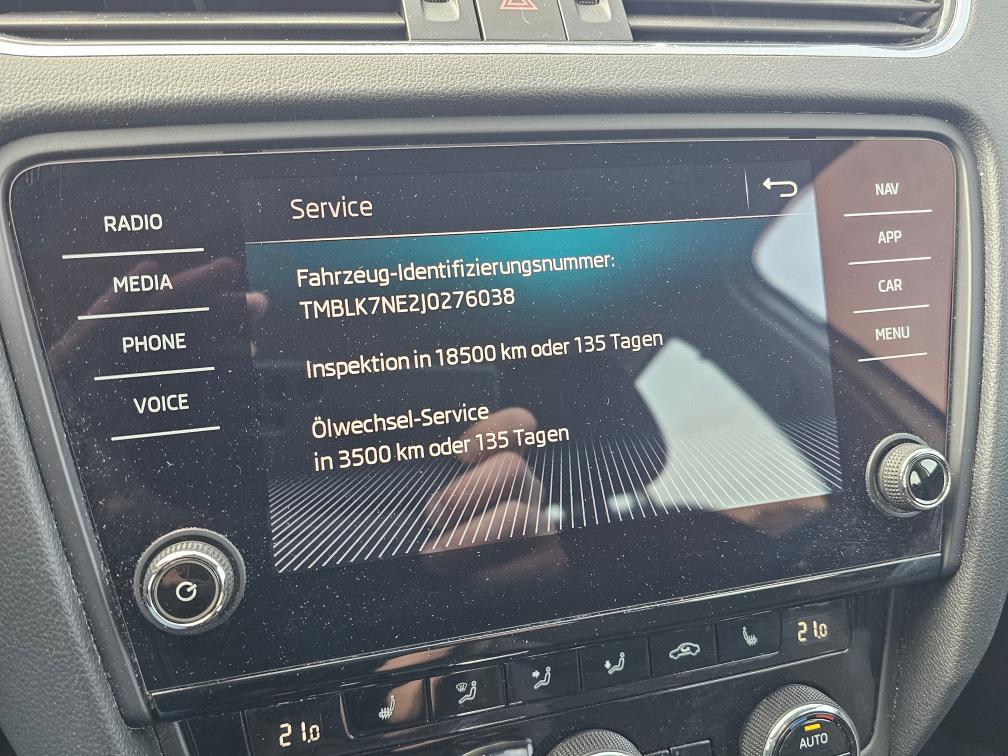 RADIO
MEDIA
PHONE
VOICE
Service
Fahrzeug-Identifizierungsnummer:
TMBLK7NE2J0276038
Inspektion in 18500 km oder 135 Tagen
Ölwechsel-Service
in 3500 km oder 135 Tagen
NAV
APP
CAR
MENU
21.0
21.0
AUTO